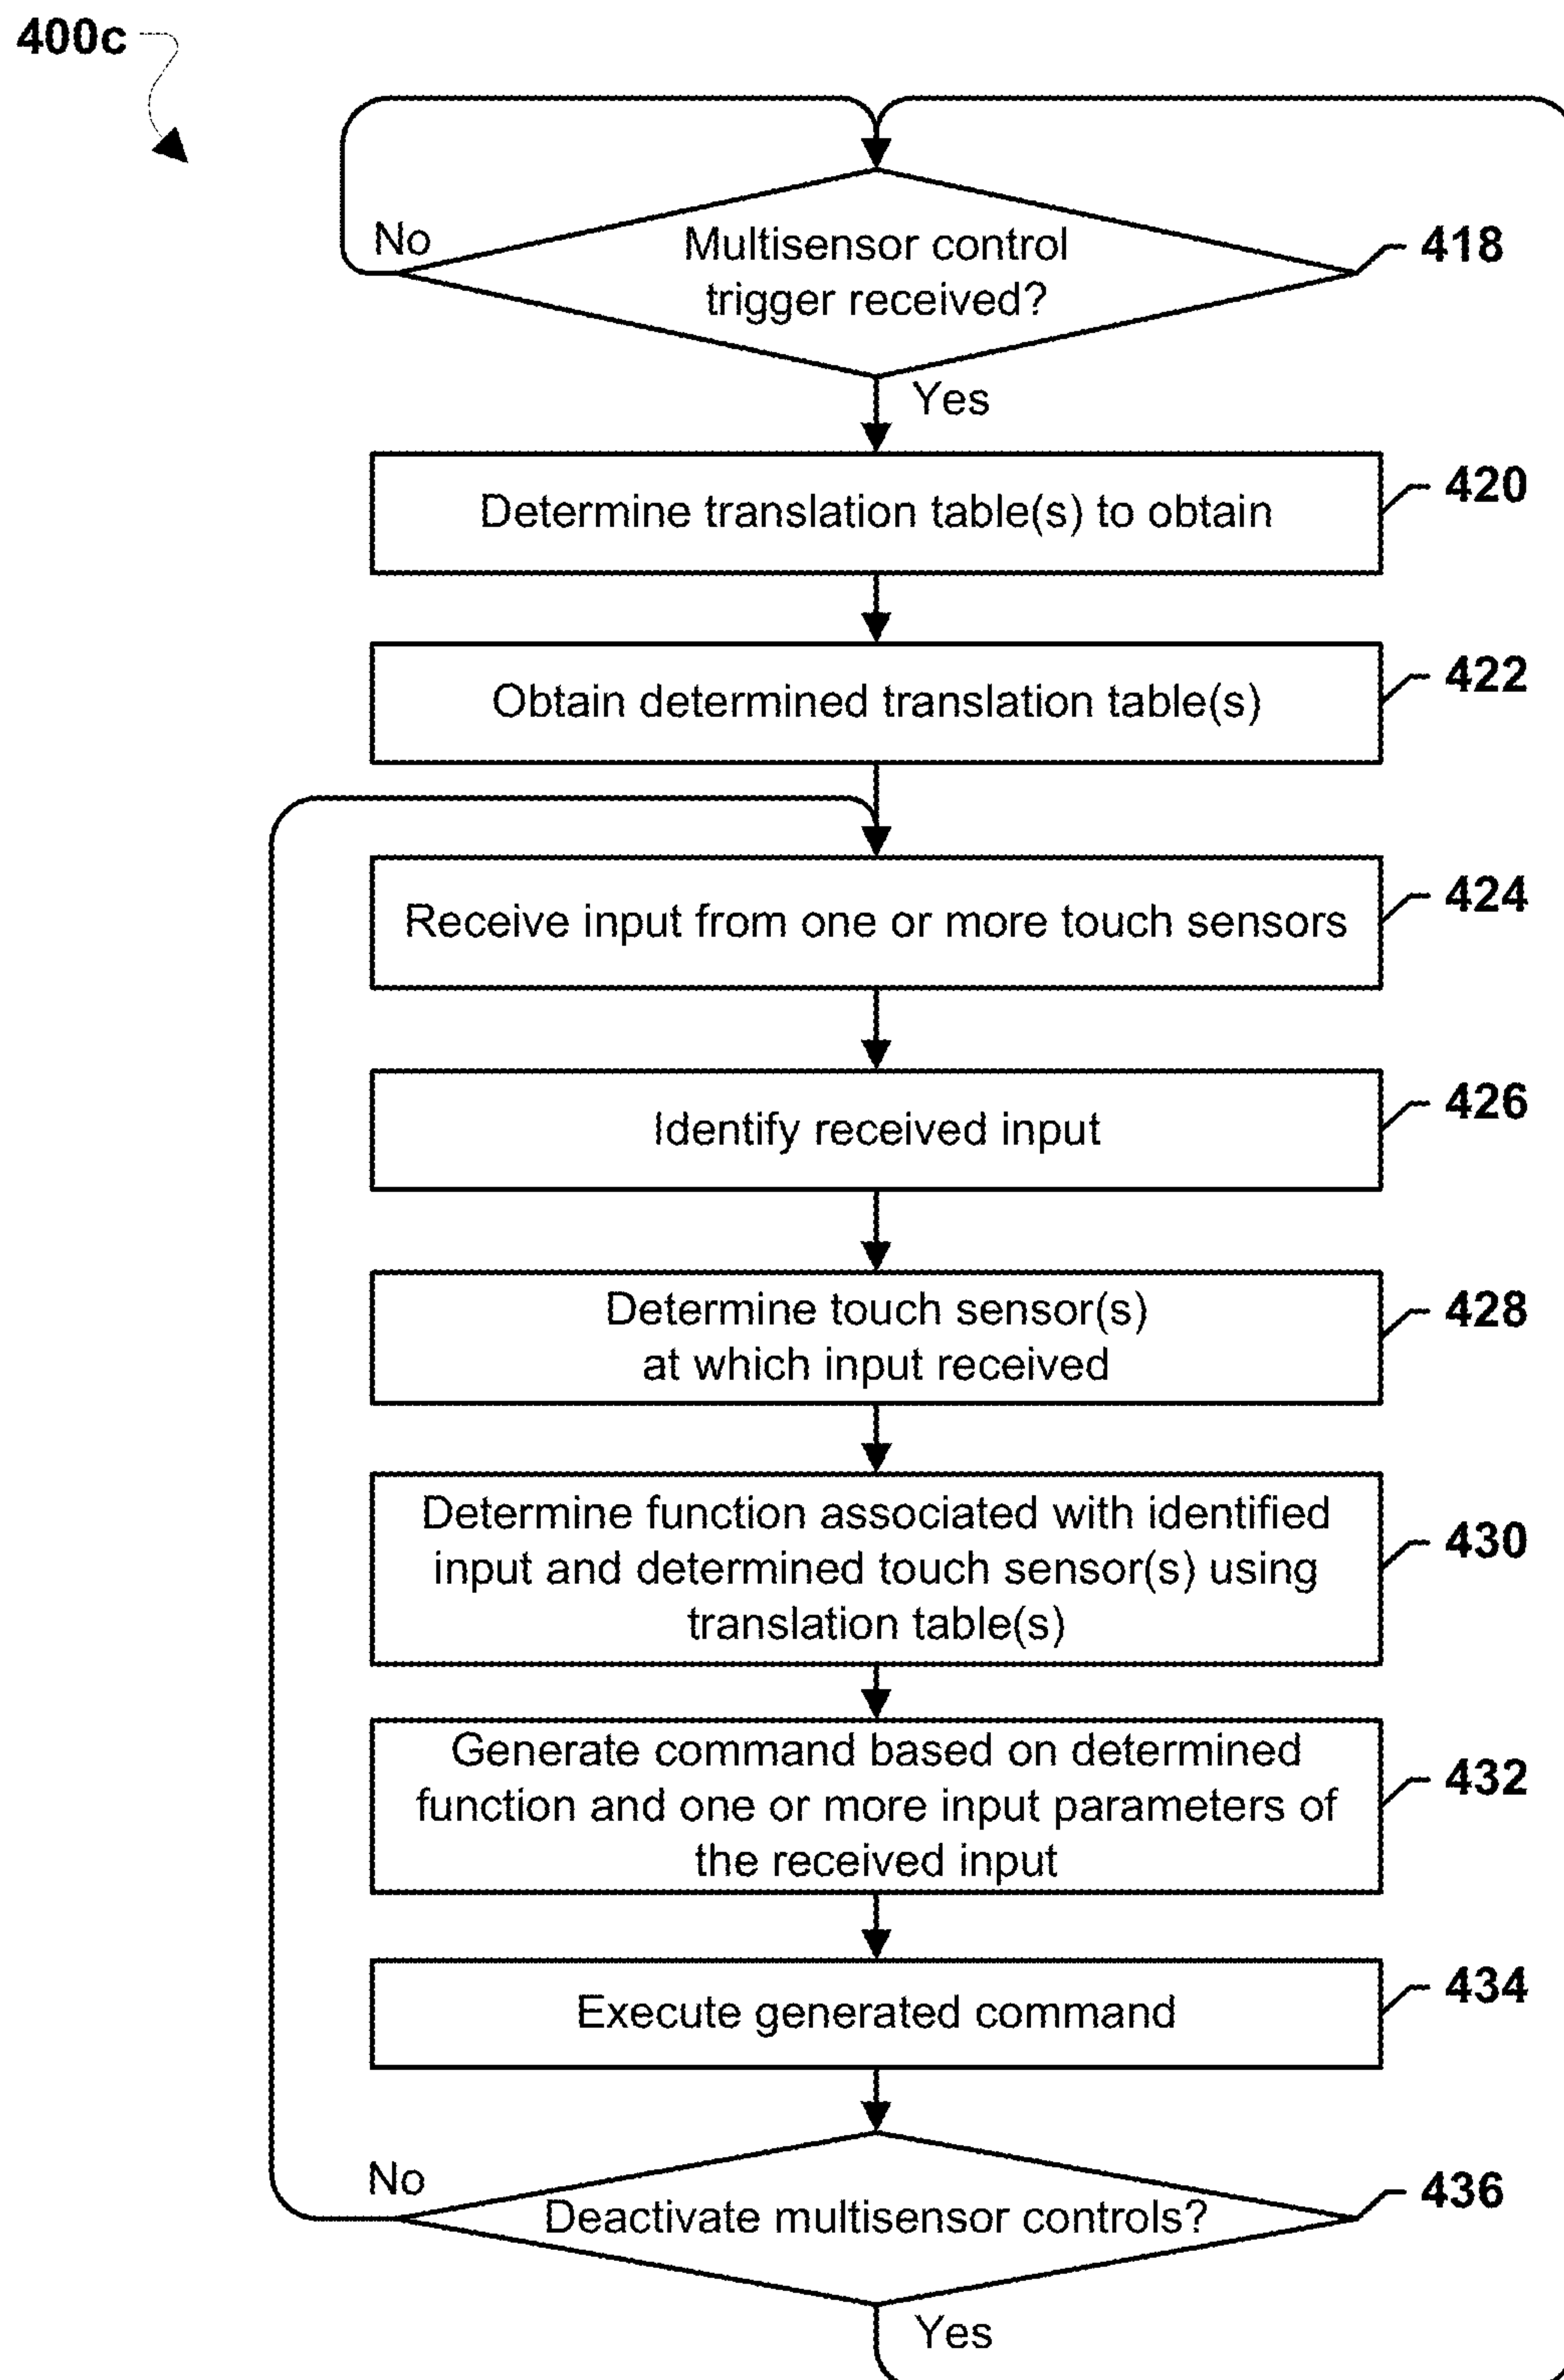 400c
No
Multisensor control
trigger received?
418
Yes
Determine translation table(s) to obtain
420
Obtain determined translation table(s)
422
Receive input from one or more touch sensors
424
Identify received input
426
Determine touch sensor(s)
at which input received
428
Determine function associated with identified
input and determined touch sensor(s) using
translation table(s)
430
Generate command based on determined
function and one or more input parameters of
the received input
432
Execute generated command
434
No
Deactivate multisensor controls?
436
Yes